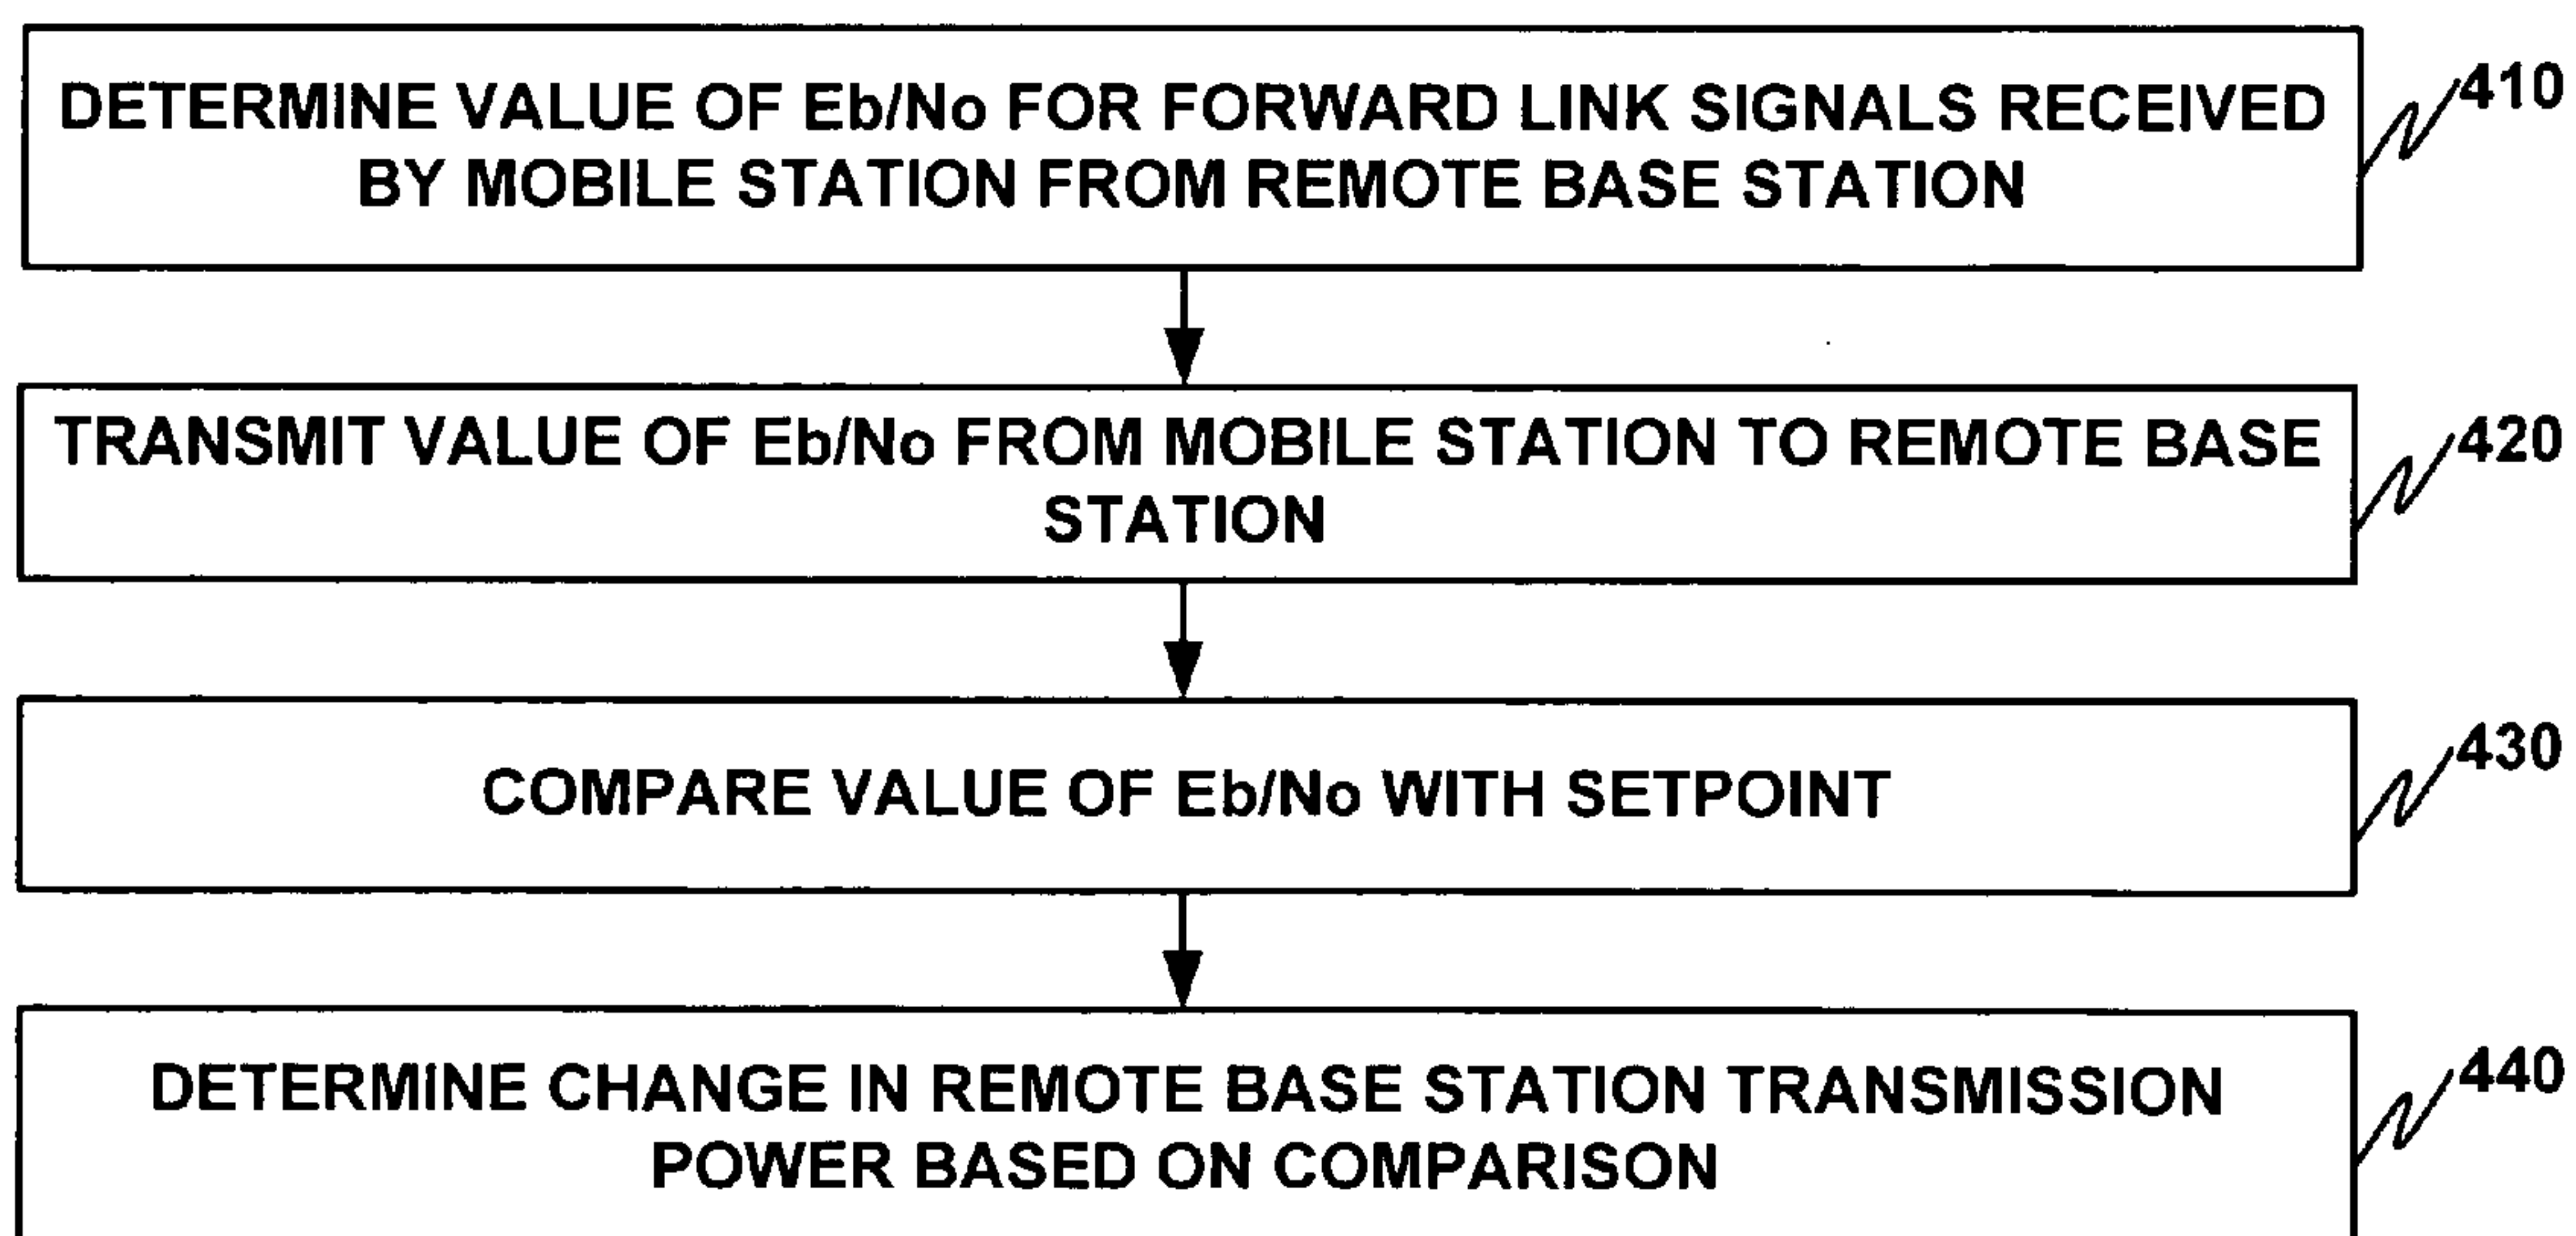 DETERMINE VALUE OF Eb/No FOR FORWARD LINK SIGNALS RECEIVED
BY MOBILE STATION FROM REMOTE BASE STATION
410
TRANSMIT VALUE OF Eb/No FROM MOBILE STATION TO REMOTE BASE
STATION
420
COMPARE VALUE OF Eb/No WITH SETPOINT
430
DETERMINE CHANGE IN REMOTE BASE STATION TRANSMISSION
POWER BASED ON COMPARISON
440